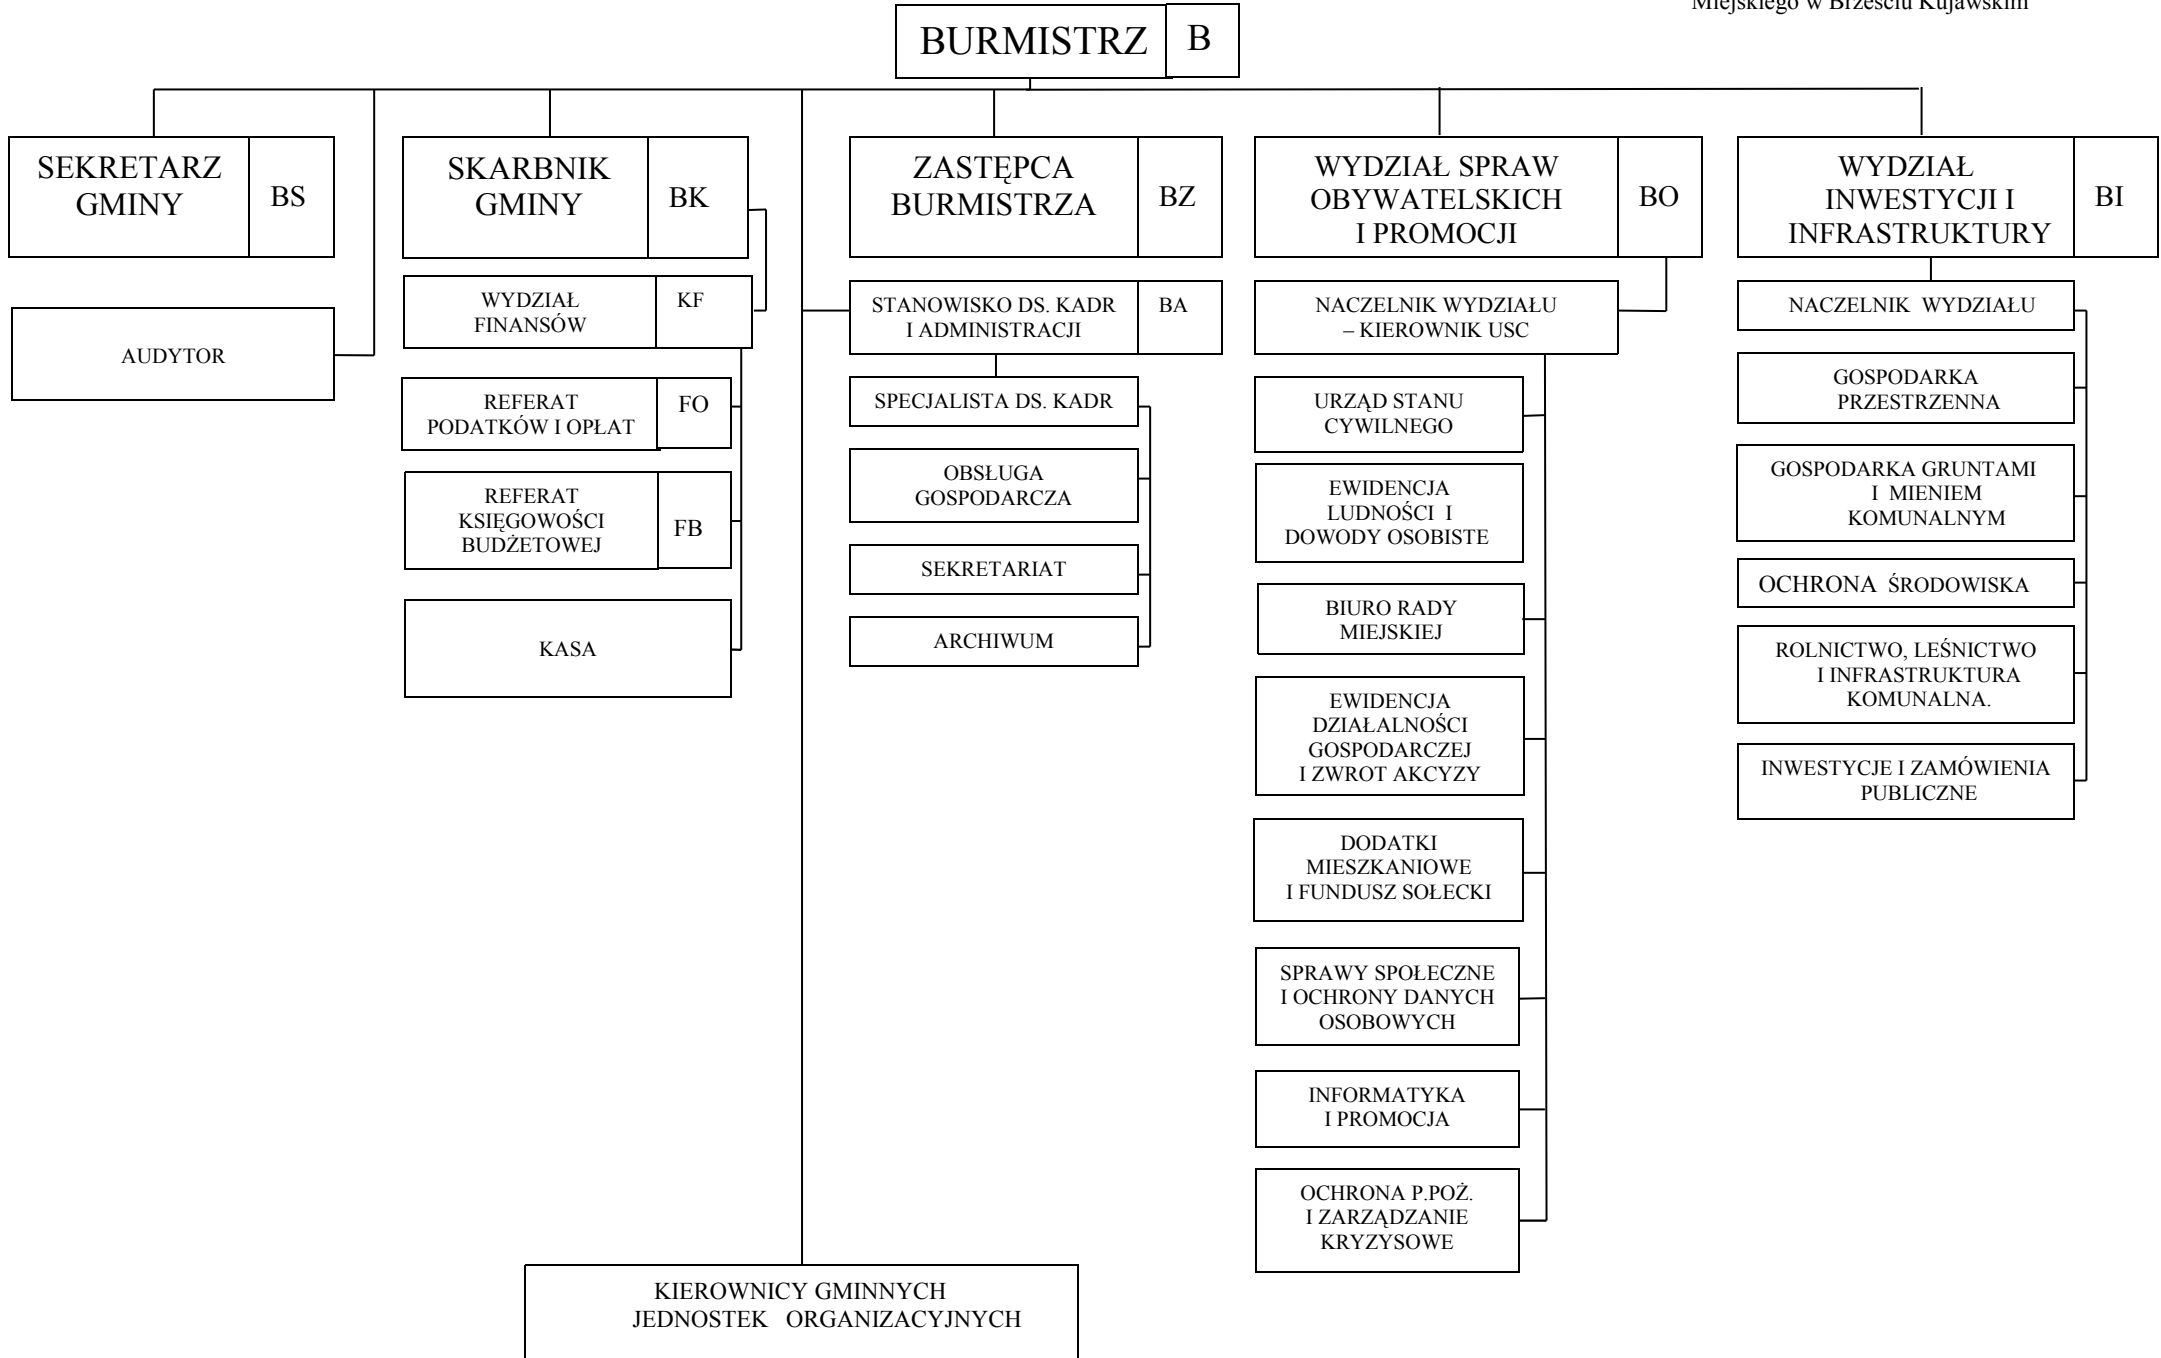 Miejskiego w Brześciu Kujawskim
BURMISTRZ
B
SEKRETARZ
GMINY
BS
AUDYTOR
SKARBNIK
GMINY
BK
WYDZIAŁ
FINANSÓW
KF
REFERAT
PODATKÓW I OPŁAT
FO
REFERAT
KSIĘGOWOŚCI
BUDŻETOWEJ
FB
KASA
ZASTĘPCA
BURMISTRZA
BZ
STANOWISKO DS. KADR
I ADMINISTRACJI
BA
SPECJALISTA DS. KADR
OBSŁUGA
GOSPODARCZA
SEKRETARIAT
ARCHIWUM
WYDZIAŁ SPRAW
OBYWATELSKICH
I PROMOCJI
BO
NACZELNIK WYDZIAŁU
– KIEROWNIK USC
URZĄD STANU
CYWILNEGO
EWIDENCJA
LUDNOŚCI I
DOWODY OSOBISTE
BIURO RADY
MIEJSKIEJ
EWIDENCJA
DZIAŁALNOŚCI
GOSPODARCZEJ
I ZWROT AKCYZY
DODATKI
MIESZKANIOWE
I FUNDUSZ SOŁECKI
SPRAWY SPOŁECZNE
I OCHRONY DANYCH
OSOBOWYCH
INFORMATYKA
I PROMOCJA
OCHRONA P.POŻ.
I ZARZĄDZANIE
KRYZYSOWE
WYDZIAŁ
INWESTYCJI I
INFRASTRUKTURY
BI
NACZELNIK WYDZIAŁU
GOSPODARKA
PRZESTRZENNA
GOSPODARKA GRUNTAMI
I MIENIEM
KOMUNALNYM
OCHRONA ŚRODOWISKA
ROLNICTWO, LEŚNICTWO
I INFRASTRUKTURA
KOMUNALNA.
INWESTYCJE I ZAMÓWIENIA
PUBLICZNE
KIEROWNICY GMINNYCH
JEDNOSTEK ORGANIZACYJNYCH